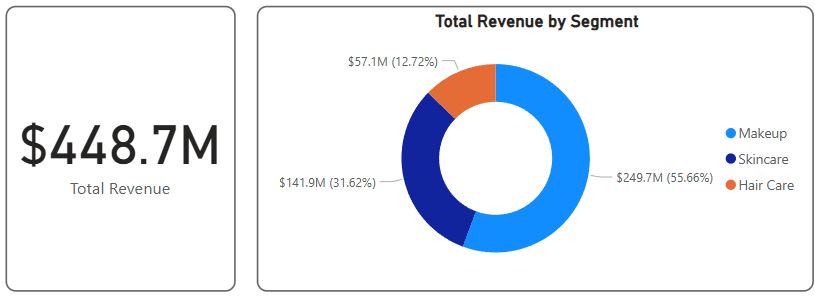 $448.7M
Total Revenue
Total Revenue by Segment
$57.1M (12.72%)
$141.9M (31.62%)
$249.7M (55.66%)
Makeup
Skincare
Hair Care